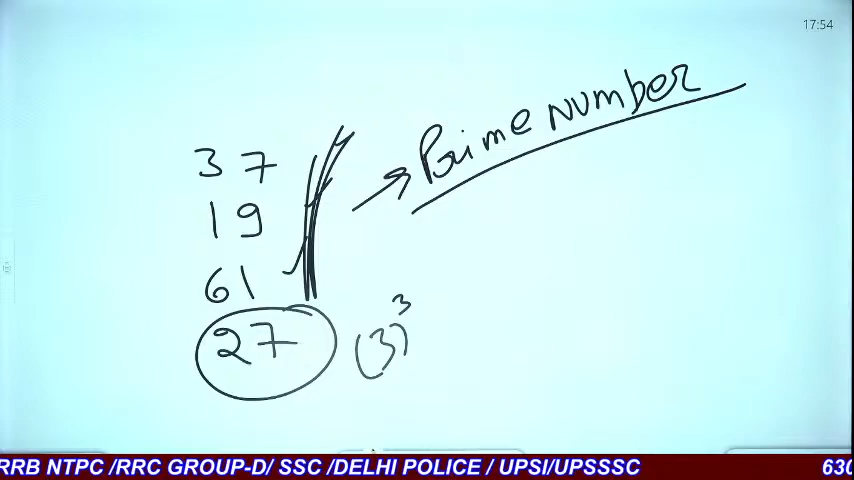 17:54
Prime Number
37
19
61
27 (3)³
RRB NTPC /RRC GROUP-D/ SSC /DELHI POLICE / UPSI/UPSSSC 630